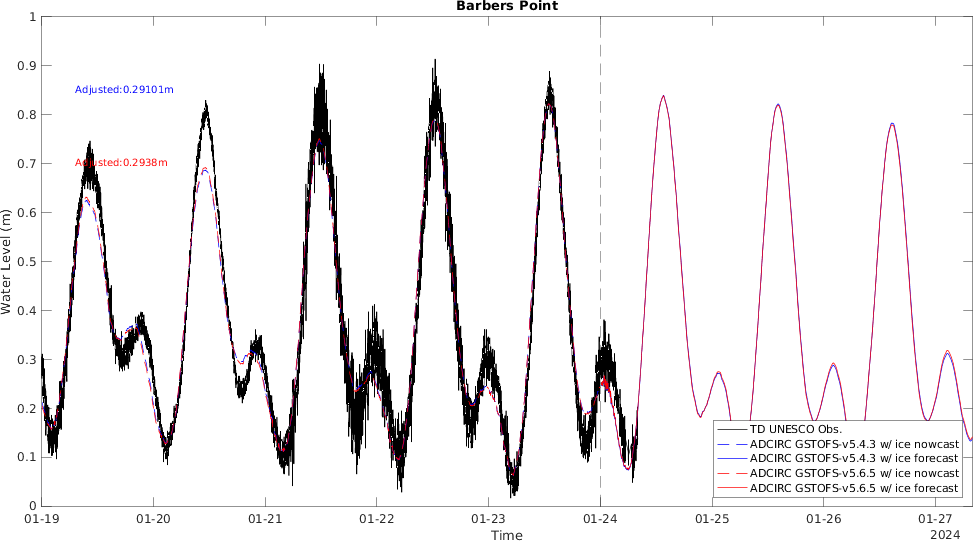 Barbers Point
1
0.9
0.8
0.7
0.6
0.5
0.4
0.3
0.2
0.1
0
Water Level (m)
Adjusted:0.29101m
Adjusted:0.2938m
TD UNESCO Obs.
ADCIRC GSTOFS-v5.4.3 w/ ice nowcast
ADCIRC GSTOFS-v5.4.3 w/ ice forecast
ADCIRC GSTOFS-v5.6.5 w/ ice nowcast
ADCIRC GSTOFS-v5.6.5 w/ ice forecast
01-19 01-20 01-21 01-22 01-23 01-24 01-25 01-26 01-27
Time
2024